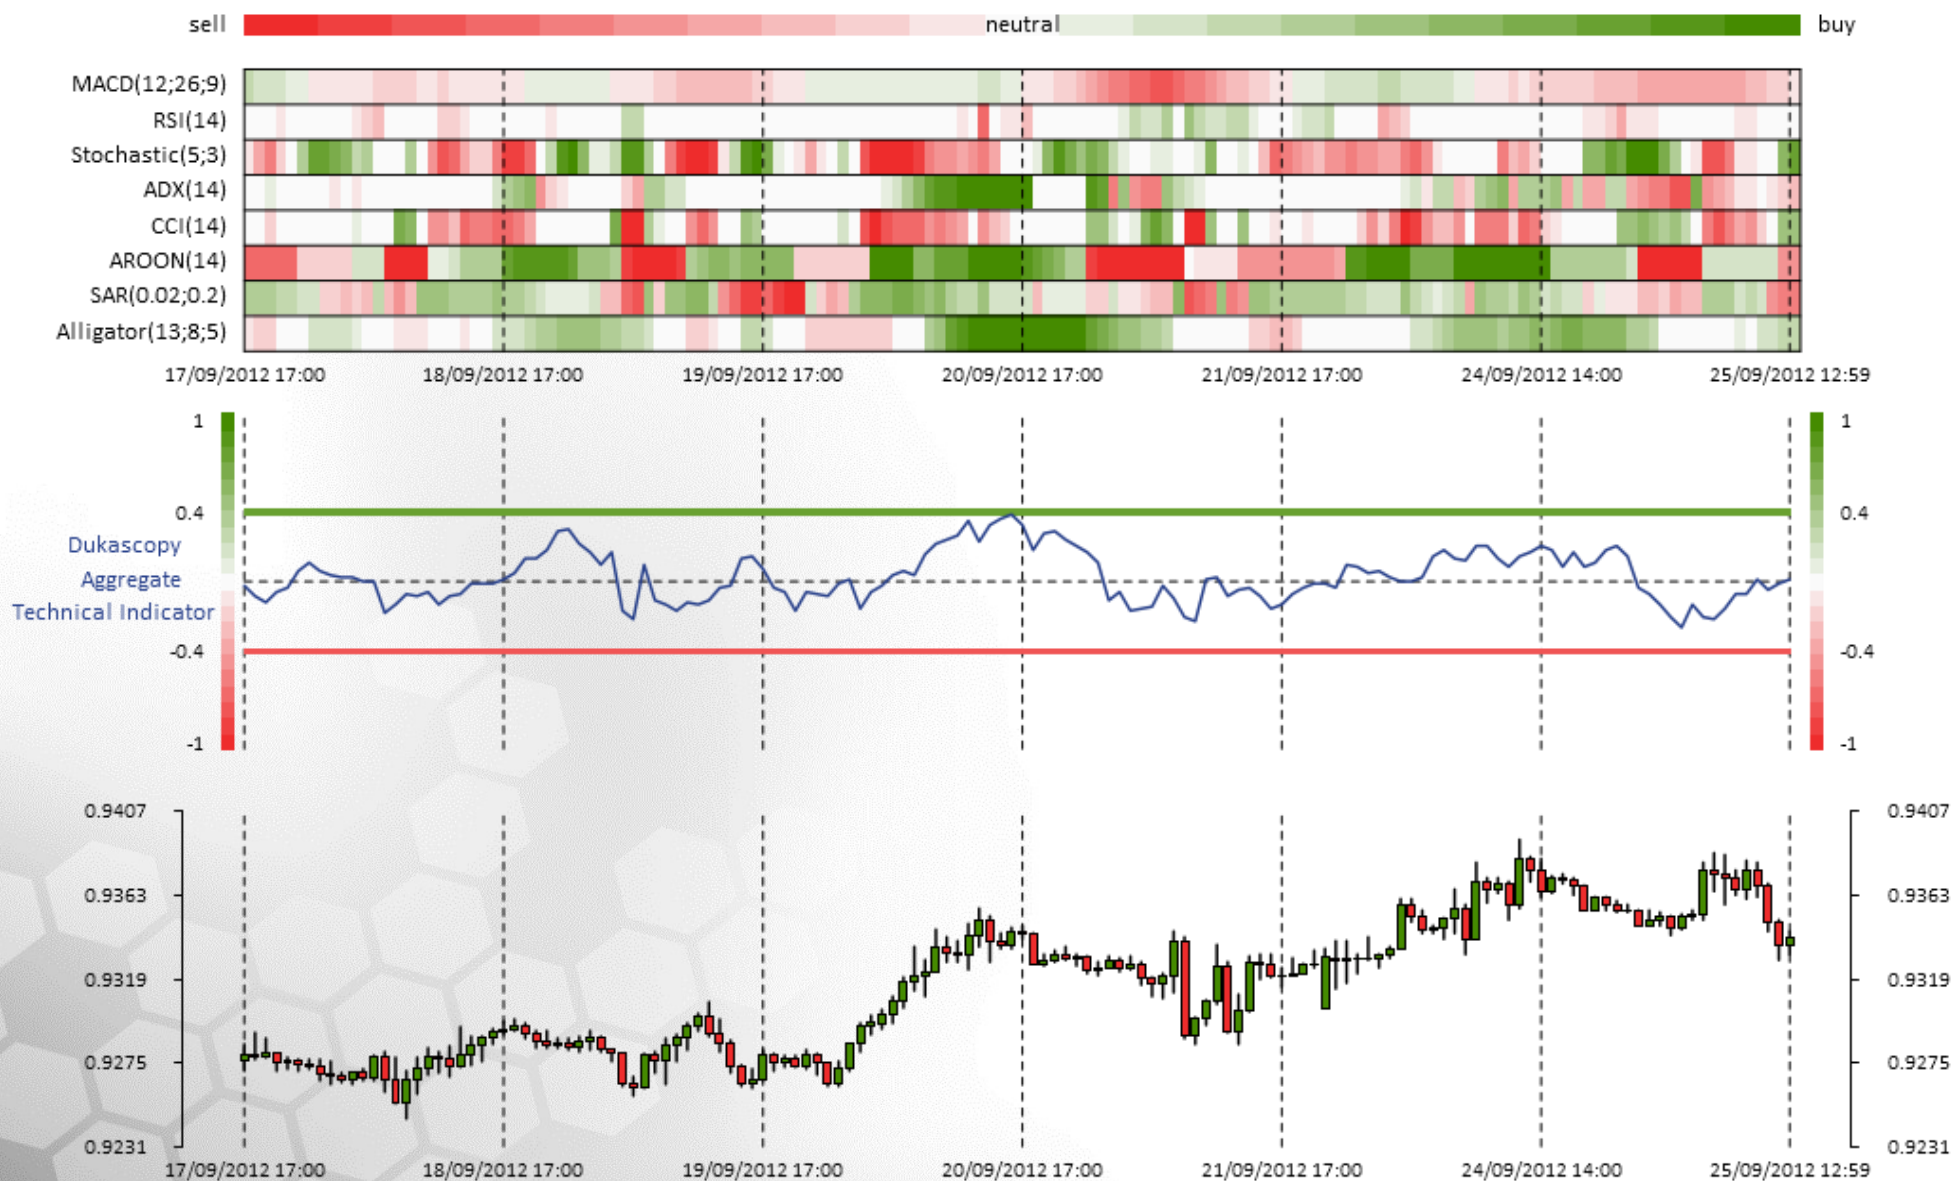 sell neutral buy
MACD(12;26;9)
RSI(14)
Stochastic(5;3)
ADX(14)
CCI(14)
AROON(14)
SAR(0.02;0.2)
Alligator(13;8;5)
17/09/2012 17:00 18/09/2012 17:00 19/09/2012 17:00 20/09/2012 17:00 21/09/2012 17:00 24/09/2012 14:00 25/09/2012 12:59
1 1
0.4 0.4
Dukascopy
Aggregate
Technical Indicator
-0.4 -0.4
-1 -1
0.9407 0.9407
0.9363 0.9363
0.9319 0.9319
0.9275 0.9275
0.9231 0.9231
17/09/2012 17:00 18/09/2012 17:00 19/09/2012 17:00 20/09/2012 17:00 21/09/2012 17:00 24/09/2012 14:00 25/09/2012 12:59